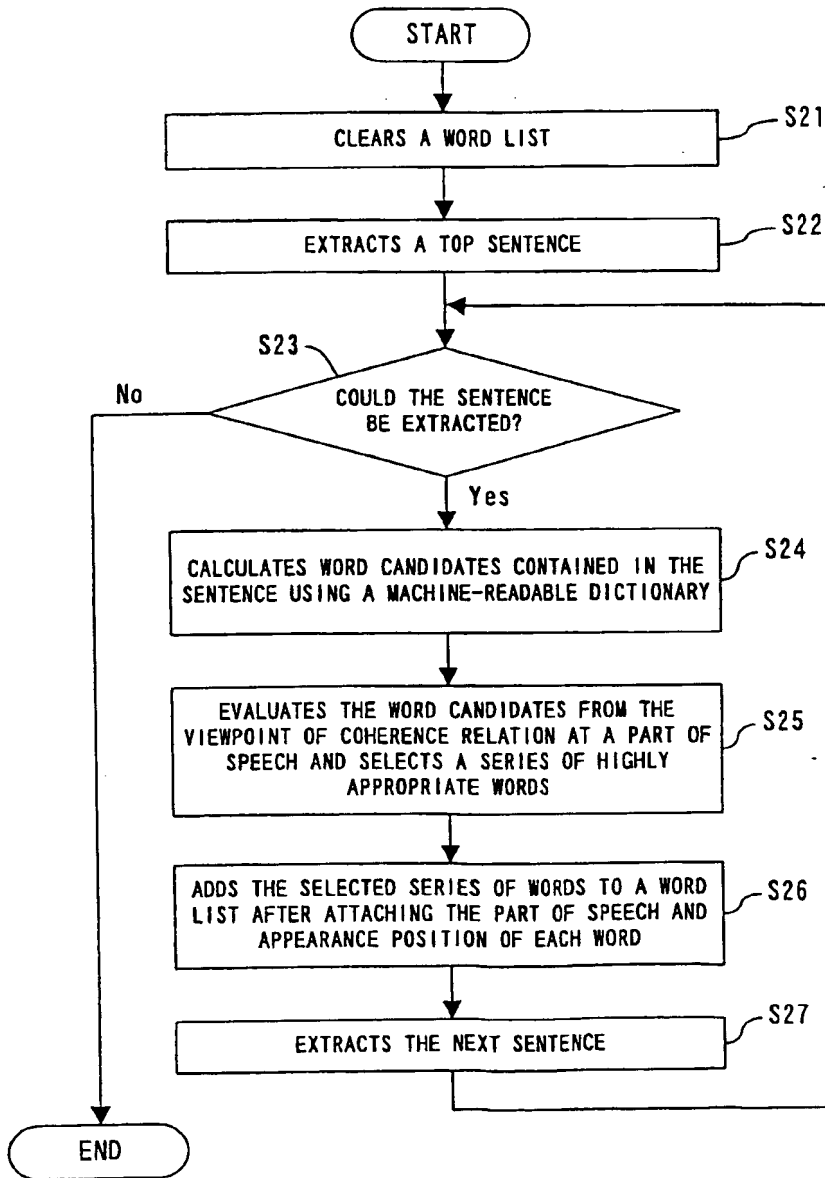 START
S21
CLEARS A WORD LIST
S22
EXTRACTS A TOP SENTENCE
S23
No
COULD THE SENTENCE
BE EXTRACTED?
Yes
S24
CALCULATES WORD CANDIDATES CONTAINED IN THE
SENTENCE USING A MACHINE-READABLE DICTIONARY
EVALUATES THE WORD CANDIDATES FROM THE
VIEWPOINT OF COHERENCE RELATION AT A PART OF
S25
SPEECH AND SELECTS A SERIES OF HIGHLY
APPROPRIATE WORDS
ADDS THE SELECTED SERIES OF WORDS TO A WORD
S26
LIST AFTER ATTACHING THE PART OF SPEECH AND
APPEARANCE POSITION OF EACH WORD
S27
EXTRACTS THE NEXT SENTENCE
END